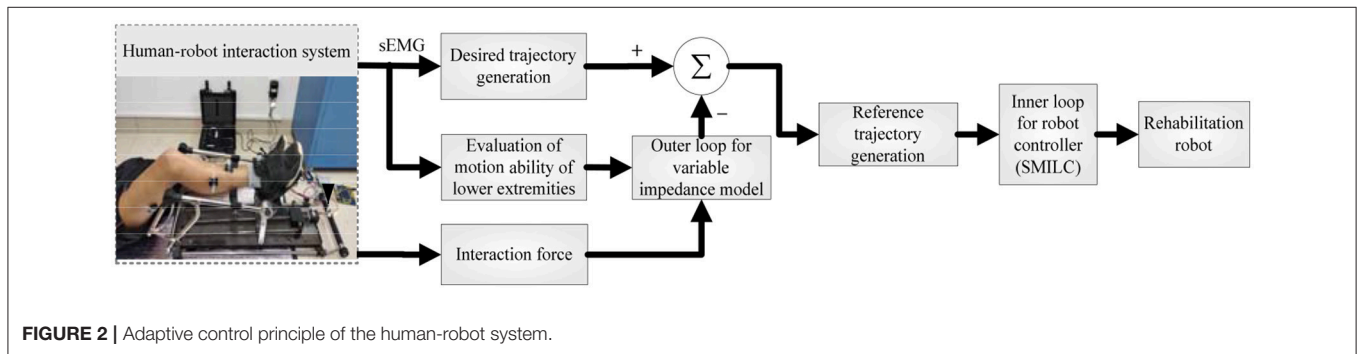 Human-robot interaction system
sEMG
Desired trajectory
generation
+
Σ
−
Evaluation of
motion ability of
lower extremities
Outer loop for
variable
impedance model
Interaction force
Reference
trajectory
generation
Inner loop
for robot
controller
(SMILC)
Rehabilitation
robot
FIGURE 2 | Adaptive control principle of the human-robot system.